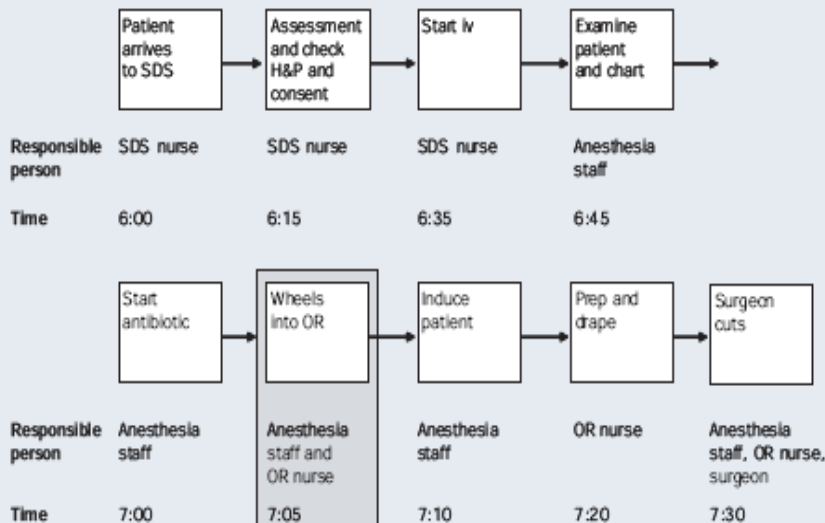 Patient
arrives
to SDS
Assessment
and check
H&P and
consent
Start iv
Examine
patient
and chart
Responsible
person
SDS nurse
SDS nurse
SDS nurse
Anesthesia
staff
Time
6:00
6:15
6:35
6:45
Start
antibiotic
Wheels
into OR
Induce
patient
Prep and
drape
Surgeon
cuts
Responsible
person
Anesthesia
staff
Anesthesia
staff and
OR nurse
Anesthesia
staff
OR nurse
Anesthesia
staff, OR nurse,
surgeon
Time
7:00
7:05
7:10
7:20
7:30